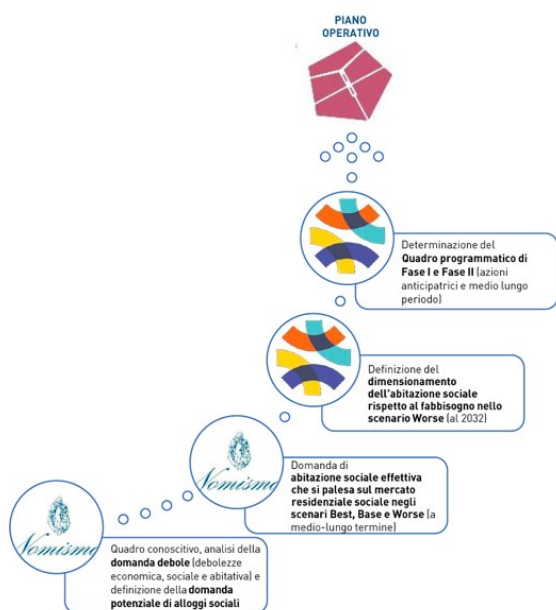 PIANO
OPERATIVO
Determinazione del
Quadro programmatico di
Fase I e Fase II (azioni
anticipatrici e medio lungo
periodo)
Definizione del
dimensionamento
dell'abitazione sociale
rispetto al fabbisogno nello
scenario Worse (al 2032)
Nomisma
Domanda di
abitazione sociale effettiva
che si palesa sul mercato
residenziale sociale negli
scenari Best, Base e Worse (a
medio-lungo termine)
Nomisma
Quadro conoscitivo, analisi della
domanda debole (debolezze
economica, sociale e abitativa) e
definizione della domanda
potenziale di alloggi sociali